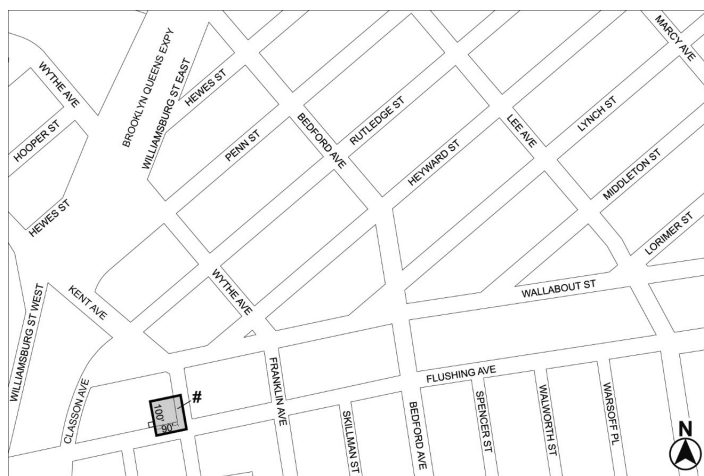 MARCY AVE
WYTHE AVE
BROOKLYN QUEENS EXPY
WILLIAMSBURG ST EAST
HEWES ST
HOOPER ST
PENN ST
BEDFORD AVE
RUTLEDGE ST
LEE AVE
LYNCH ST
HEYWARD ST
MIDDLETON ST
HEWES ST
LORIMER ST
WYTHE AVE
KENT AVE
WALLABOUT ST
WILLIAMSBURG ST WEST
CLASSON AVE
FRANKLIN AVE
FLUSHING AVE
#
100'
90'
SKILLMAN ST
BEDFORD AVE
SPENCER ST
WALWORTH ST
WARSOFF PL
N